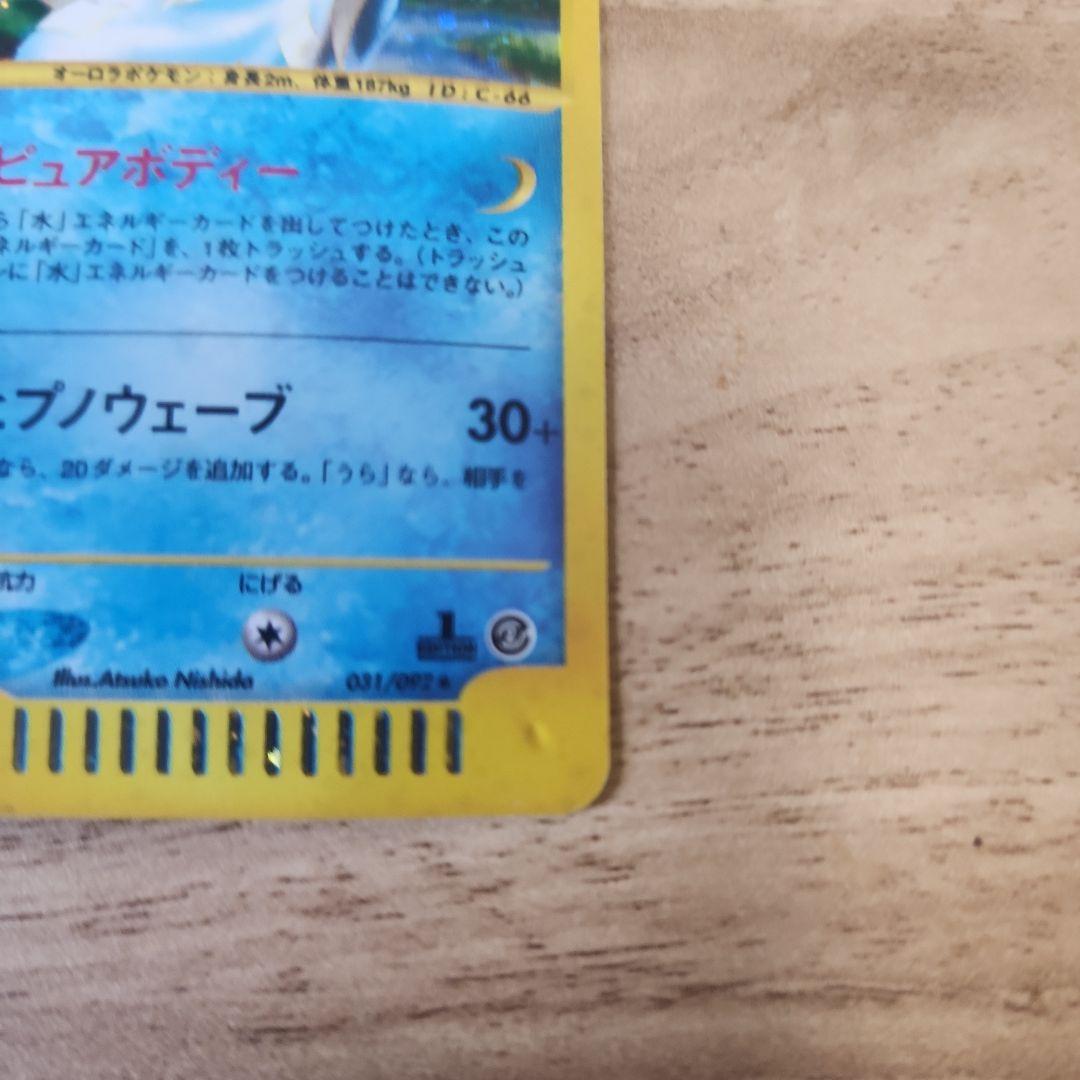 オーロラポケモン：身長2m、体重187kg ID：C-66
ピュアボディー
「水」エネルギーカードを出してつけたとき、この
ネルギーカード」を、1枚トラッシュする。（トラッシュ
に「水」エネルギーカードをつけることはできない。）
プノウェーブ 30+
なら、20ダメージを追加する。「うら」なら、相手を
抗力 にげる
1 EDITION
Illus.Atsuko Nishida 031/092★